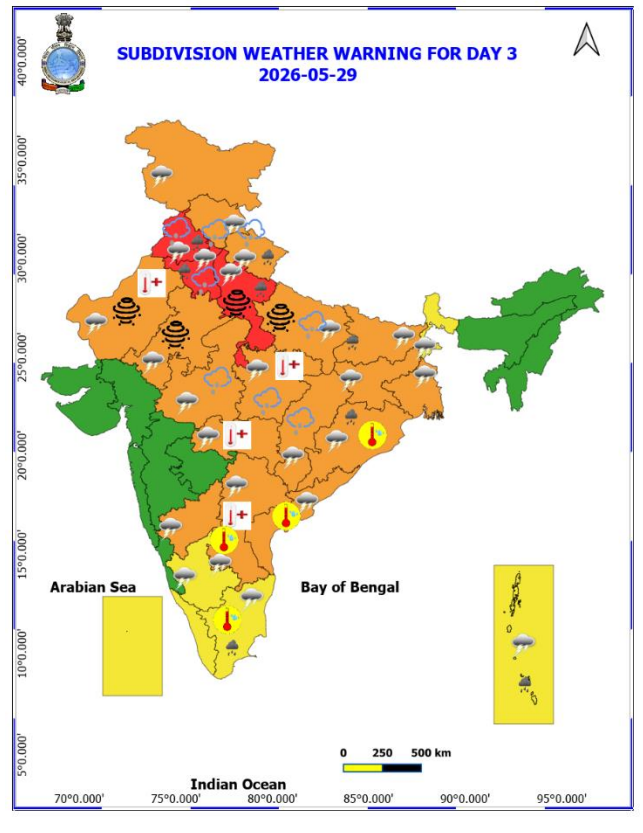 SUBDIVISION WEATHER WARNING FOR DAY 3
2026-05-29
40°0.000'
35°0.000'
30°0.000'
25°0.000'
20°0.000'
15°0.000'
10°0.000'
5°0.000'
Arabian Sea
Bay of Bengal
0 250 500 km
Indian Ocean
70°0.000' 75°0.000' 80°0.000' 85°0.000' 90°0.000' 95°0.000'